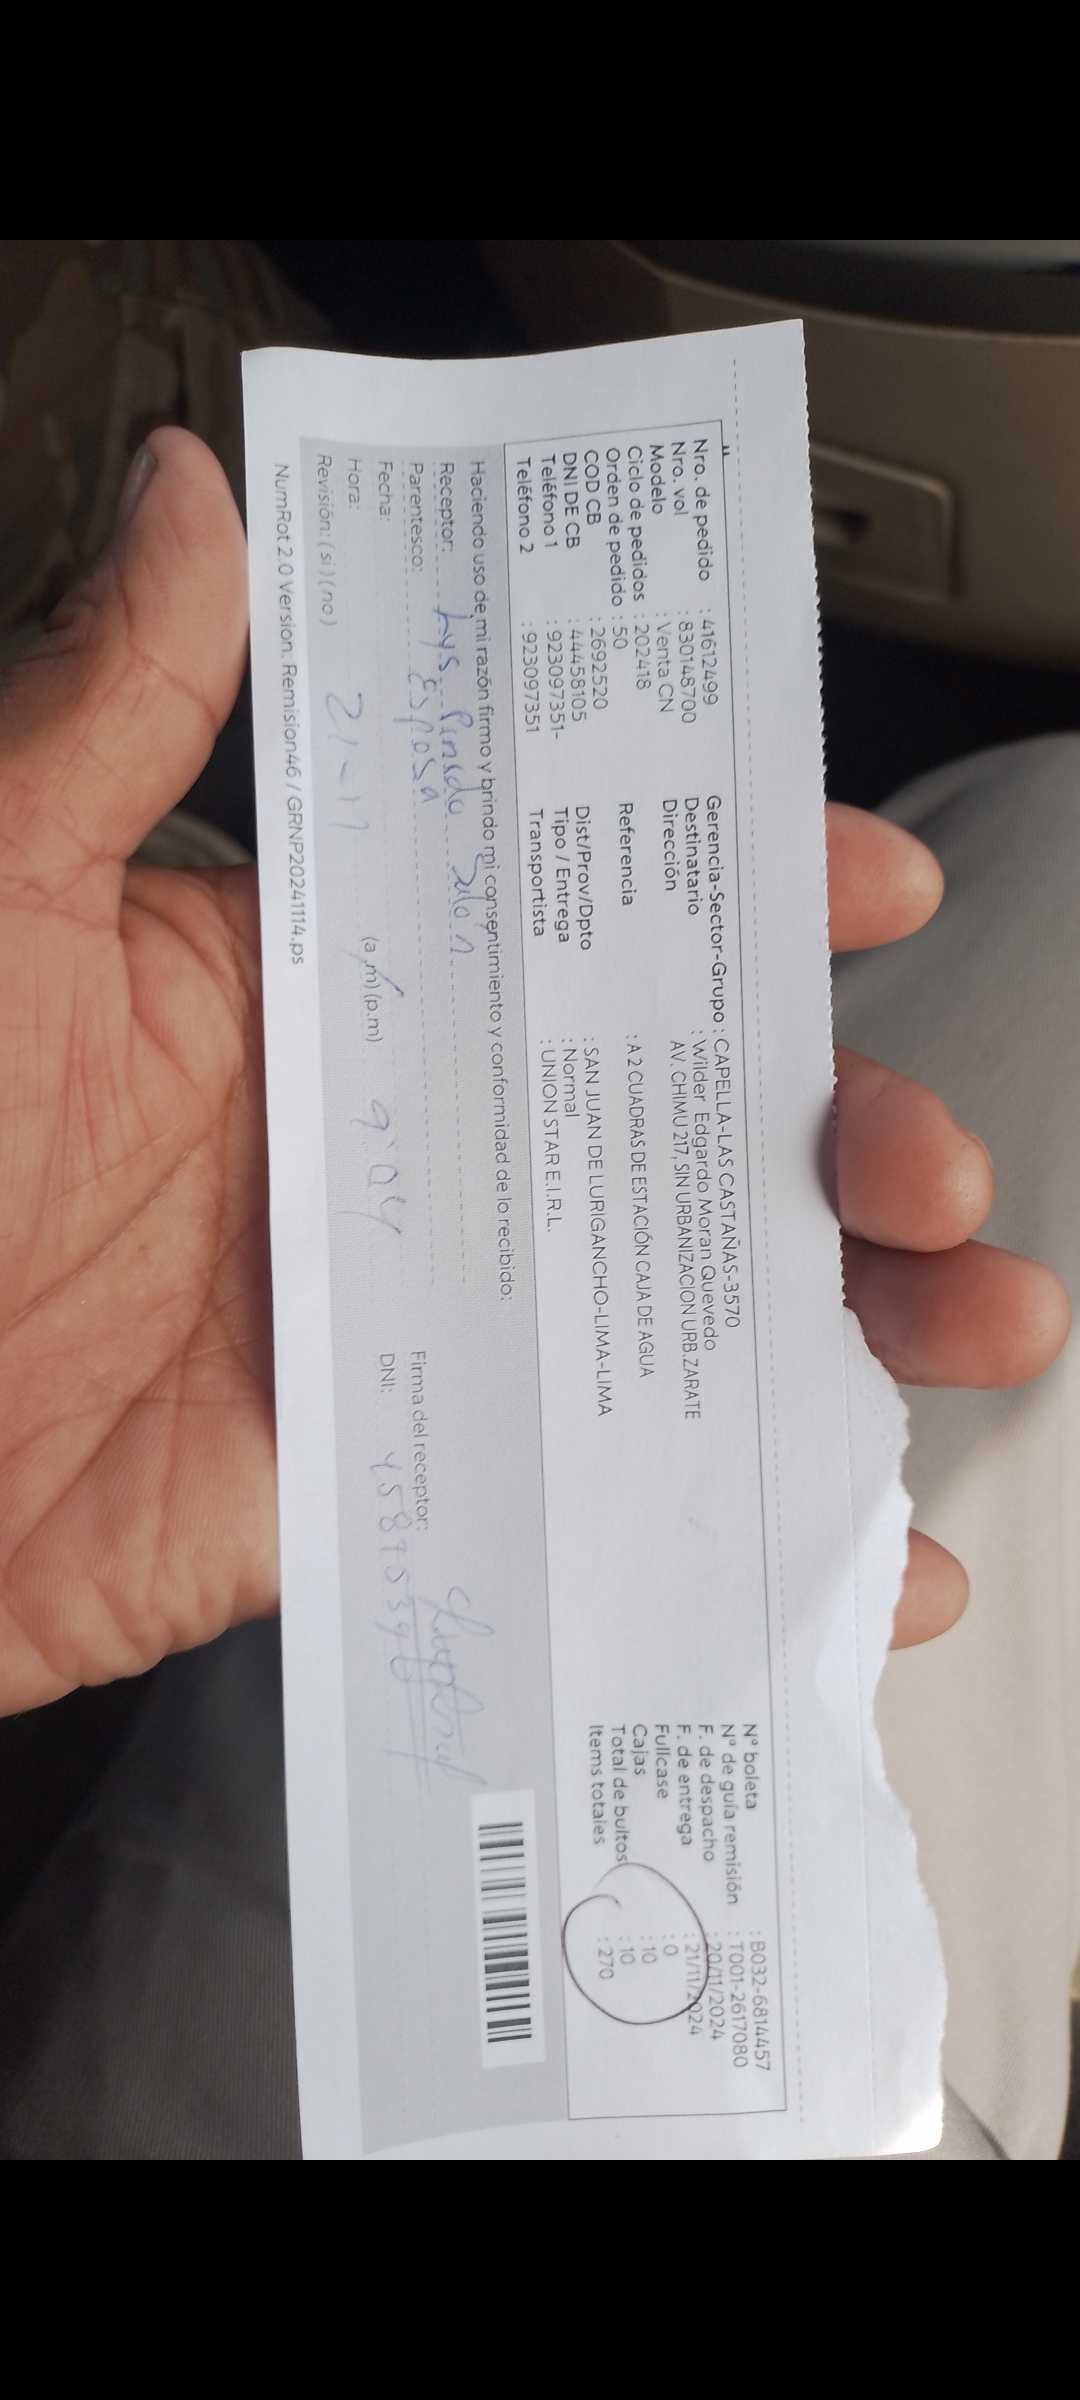 Nro. de pedido : 41612499
Nro. vol : 830148700
Modelo : Venta CN
Ciclo de pedidos : 202418
Orden de pedido : 50
COD CB : 2692520
DNI DE CB : 44458105
Teléfono 1 : 923097351-
Teléfono 2 : 923097351
Gerencia-Sector-Grupo : CAPELLA-LAS CASTAÑAS-3570
Destinatario : Wilder Edgardo Moran Quevedo
Dirección AV. CHIMU 217, SIN URBANIZACION URB. ZARATE
Referencia : A 2 CUADRAS DE ESTACIÓN CAJA DE AGUA
Dist/Prov/Dpto : SAN JUAN DE LURIGANCHO-LIMA-LIMA
Tipo / Entrega : Normal
Transportista : UNION STAR E.I.R.L.
N° boleta : B032-6814457
N° de guía remisión : T001-2617080
F. de despacho : 20/11/2024
F. de entrega : 21/11/2024
Fullcase : 0
Cajas : 10
Total de bultos : 10
Items totales : 270
Haciendo uso de mi razón firmo y brindo mi consentimiento y conformidad de lo recibido:
Receptor: Lys Pinedo
Parentesco: Esposa
Firma del receptor:
Fecha: 21-11
DNI:
Hora: (a.m) (p.m) 9:04
Revisión: (si) (no)
NumRot 2.0 Version. Remision46 / GRNP20241114.ps